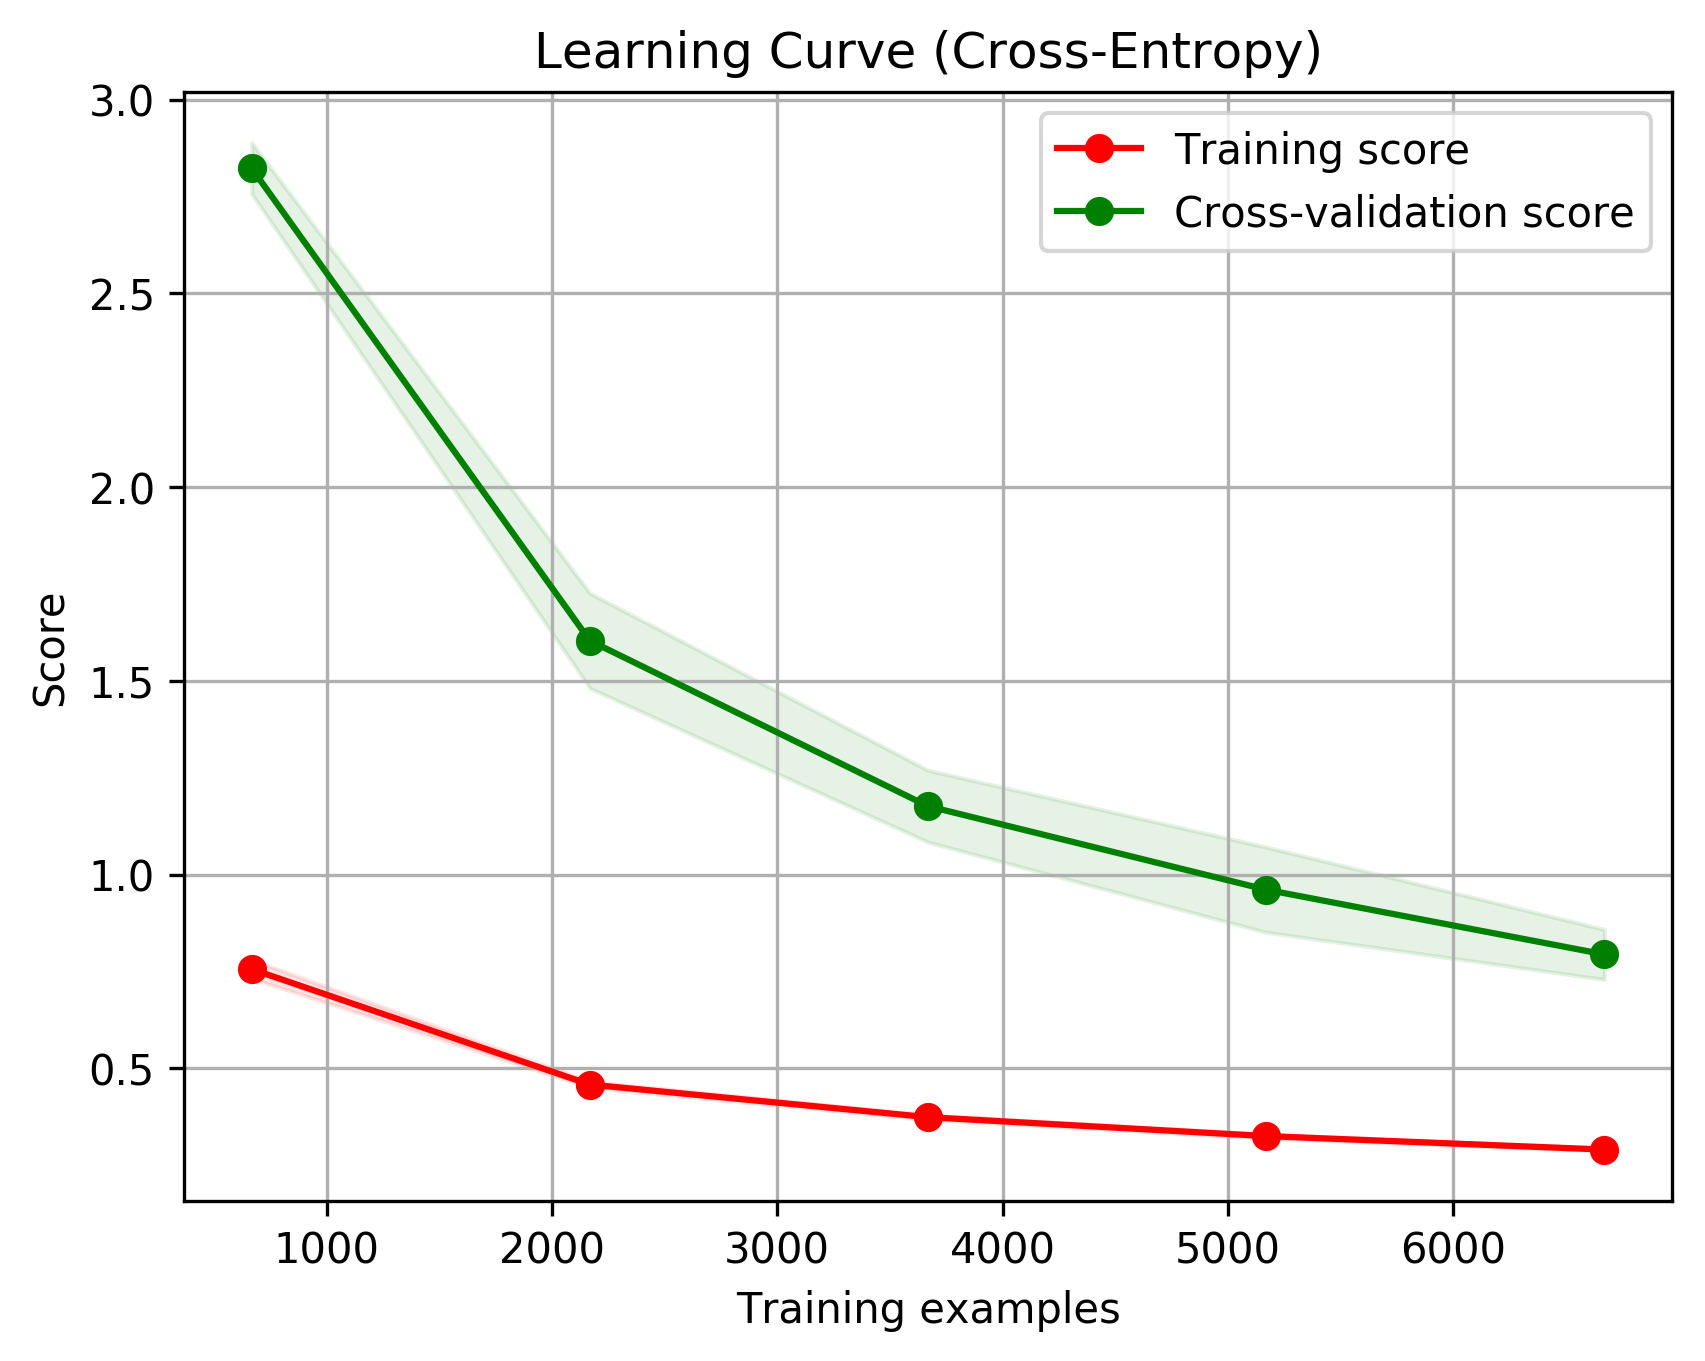 Learning Curve (Cross-Entropy)
Training score
Cross-validation score
3.0
2.5
2.0
1.5
1.0
0.5
Score
1000 2000 3000 4000 5000 6000
Training examples